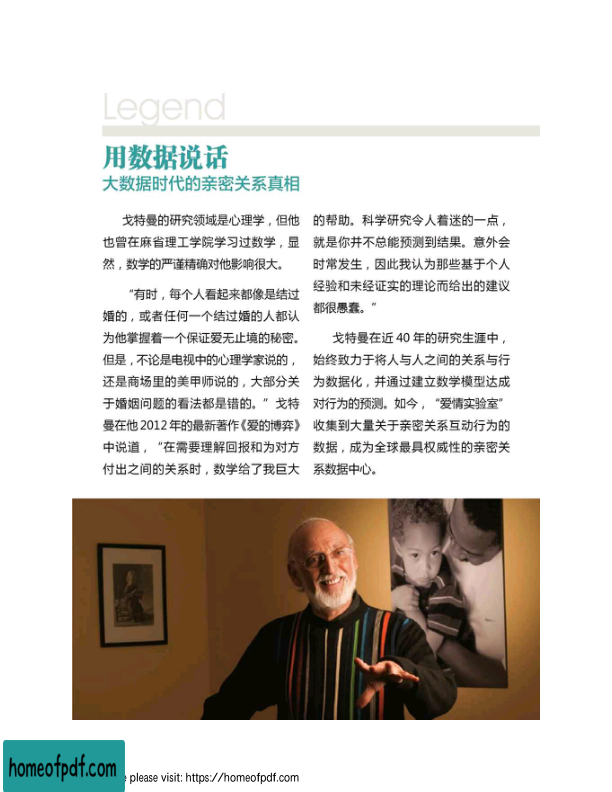 Legend
用数据说话
大数据时代的亲密关系真相
戈特曼的研究领域是心理学，但他
也曾在麻省理工学院学习过数学，显
然，数学的严谨精确对他影响很大。
“有时，每个人看起来都像是结过
婚的，或者任何一个结过婚的人都认
为他掌握着一个保证爱无止境的秘密。
但是，不论是电视中的心理学家说的，
还是商场里的美甲师说的，大部分关
于婚姻问题的看法都是错的。”戈特
曼在他2012年的最新著作《爱的博弈》
中说道，“在需要理解回报和为对方
付出之间的关系时，数学给了我巨大
的帮助。科学研究令人着迷的一点，
就是你并不总能预测到结果。意外会
时常发生，因此我认为那些基于个人
经验和未经证实的理论而给出的建议
都很愚蠢。”
戈特曼在近40年的研究生涯中，
始终致力于将人与人之间的关系与行
为数据化，并通过建立数学模型达成
对行为的预测。如今，“爱情实验室”
收集到大量关于亲密关系互动行为的
数据，成为全球最具权威性的亲密关
系数据中心。
homeofpdf.com
please visit: https://homeofpdf.com